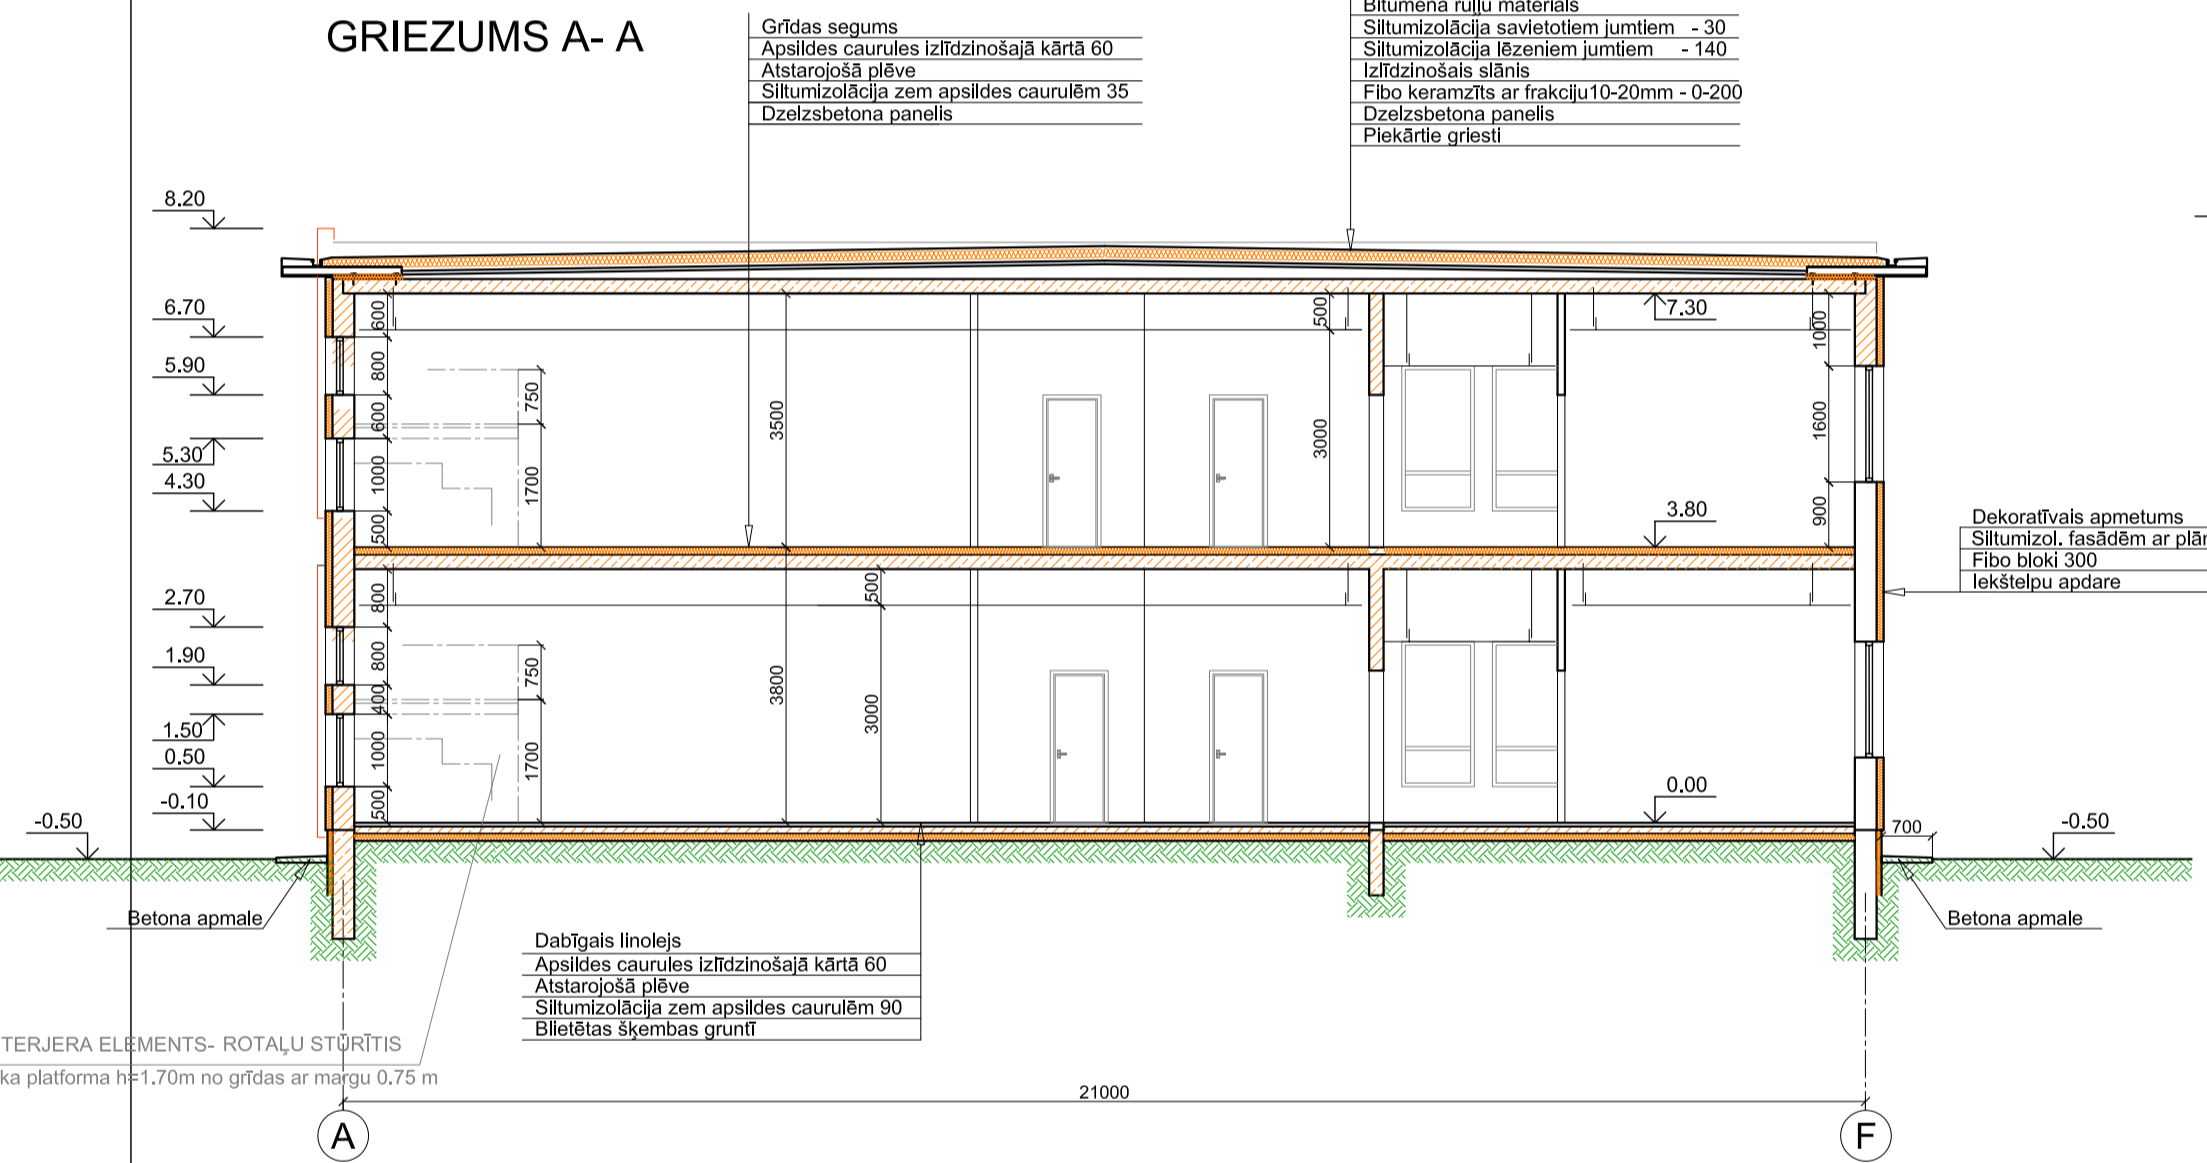 GRIEZUMS A- A
Grīdas segums
Apsildes caurules izlīdzinošajā kārtā 60
Atstarojošā plēve
Siltumizolācija zem apsildes caurulēm 35
Dzelzsbetona panelis
Bitumena ruļļu materiāls
Siltumizolācija savietotiem jumtiem - 30
Siltumizolācija lēzeniem jumtiem - 140
Izlīdzinošais slānis
Fibo keramzīts ar frakciju10-20mm - 0-200
Dzelzsbetona panelis
Piekārtie griesti
8.20
6.70
5.90
5.30
4.30
2.70
1.90
1.50
0.50
-0.10
-0.50
600
800
600
1000
500
800
800
400
1000
500
750
1700
750
1700
3500
3800
500
3000
500
3000
7.30
3.80
0.00
1000
1600
900
700
-0.50
Dekoratīvais apmetums
Siltumizol. fasādēm ar
Fibo bloki 300
Iekštelpu apdare
Betona apmale
Betona apmale
Dabīgais linolejs
Apsildes caurules izlīdzinošajā kārtā 60
Atstarojošā plēve
Siltumizolācija zem apsildes caurulēm 90
Blietētas šķembas gruntī
TERJERA ELEMENTS- ROTAĻU STŪRĪTIS
ka platforma h=1.70m no grīdas ar margu 0.75 m
21000
A
F